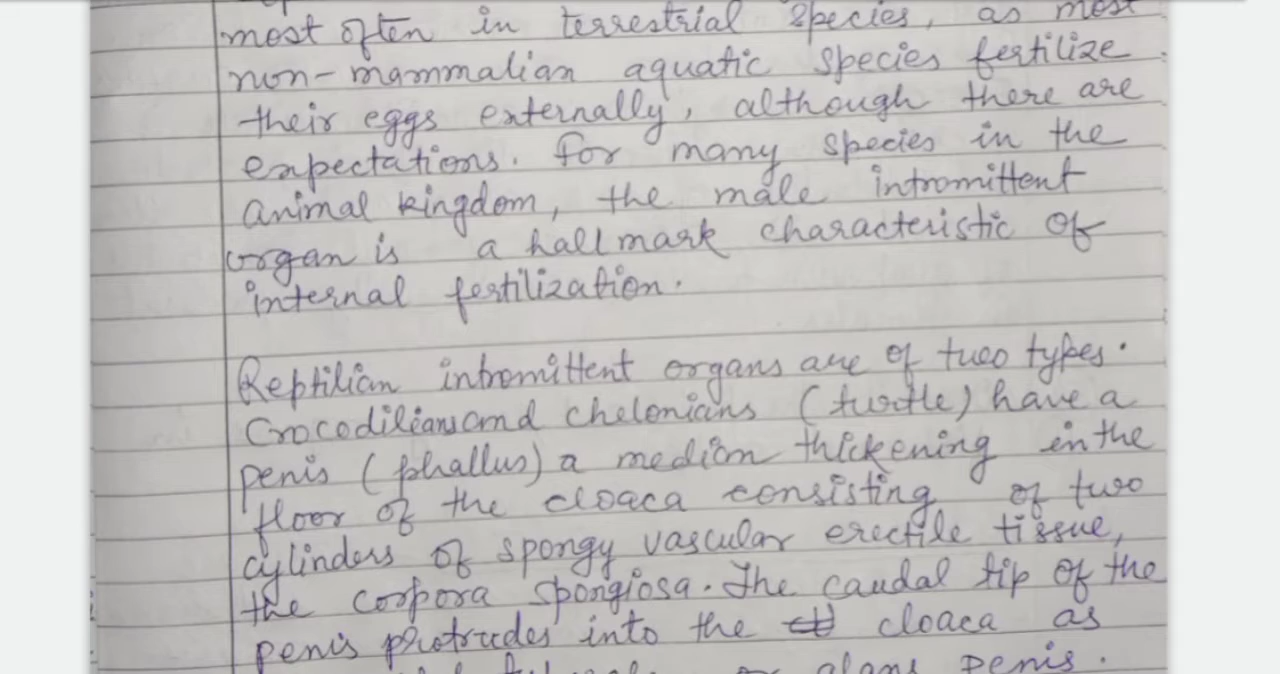 most often in terrestrial species, as most
non-mammalian aquatic species fertilize
their eggs externally, although there are
expectations. for many species in the
animal kingdom, the male intromittent
organ is a hallmark characteristic of
internal fertilization.
Reptilian intromittent organs are of two types.
Crocodilians and chelonians (turtle) have a
penis (phallus) a median thickening in the
floor of the cloaca consisting of two
cylinders of spongy vascular erectile tissue,
the corpora spongiosa. The caudal tip of the
penis protrudes into the cloaca as
or glans penis.